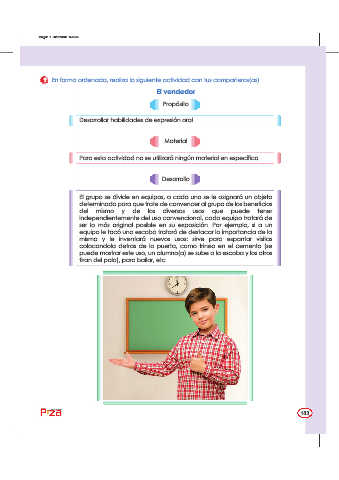 En forma ordenada, realiza la siguiente actividad con tus compañeros(as)
El vendedor
Propósito
Desarrollar habilidades de expresión oral
Material
Para esta actividad no se utilizará ningún material en específico
Desarrollo
El grupo se divide en equipos, a cada uno se le asignará un objeto
determinado para que trate de convencer al grupo de los beneficios
del mismo y de los diversos usos que puede tener
independientemente del uso convencional, cada equipo tratará de
ser lo más original posible en su exposición. Por ejemplo, si a un
equipo le tocó una escoba tratará de destacar la importancia de la
misma y le inventará nuevos usos: sirve para espantar visitas
colocándola detrás de la puerta, como trineo en el cemento (se
puede mostrar este uso, un alumno(a) se sube a la escoba y los otros
tiran del palo), para bailar, etc.
183